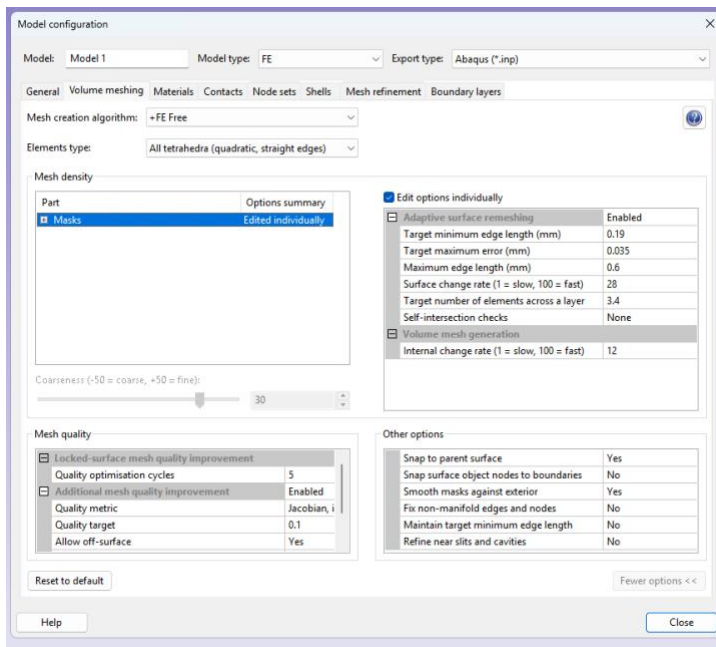 Model configuration
Model: Model 1 Model type: FE Export type: Abaqus (*.inp)
General Volume meshing Materials Contacts Node sets Shells Mesh refinement Boundary layers
Mesh creation algorithm: +FE Free
Elements type: All tetrahedra (quadratic, straight edges)
Mesh density
Part Options summary
Masks Edited individually
Coarseness (-50 = coarse, +50 = fine):
30
Edit options individually
Adaptive surface remeshing Enabled
Target minimum edge length (mm) 0.19
Target maximum error (mm) 0.035
Maximum edge length (mm) 0.6
Surface change rate (1 = slow, 100 = fast) 28
Target number of elements across a layer 3.4
Self-intersection checks None
Volume mesh generation
Internal change rate (1 = slow, 100 = fast) 12
Mesh quality
Locked-surface mesh quality improvement
Quality optimisation cycles 5
Additional mesh quality improvement Enabled
Quality metric Jacobian, i
Quality target 0.1
Allow off-surface Yes
Other options
Snap to parent surface Yes
Snap surface object nodes to boundaries No
Smooth masks against exterior Yes
Fix non-manifold edges and nodes No
Maintain target minimum edge length No
Refine near slits and cavities No
Reset to default Fewer options <<
Help Close